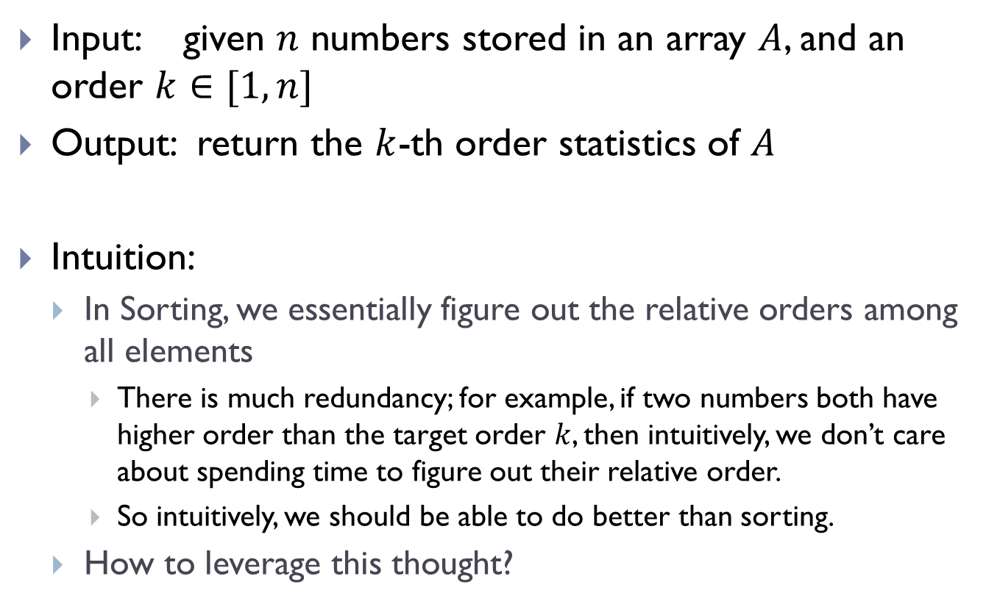 Input: given n numbers stored in an array A, and an
order k ∈ [1, n]
Output: return the k-th order statistics of A
Intuition:
In Sorting, we essentially figure out the relative orders among
all elements
There is much redundancy; for example, if two numbers both have
higher order than the target order k, then intuitively, we don’t care
about spending time to figure out their relative order.
So intuitively, we should be able to do better than sorting.
How to leverage this thought?